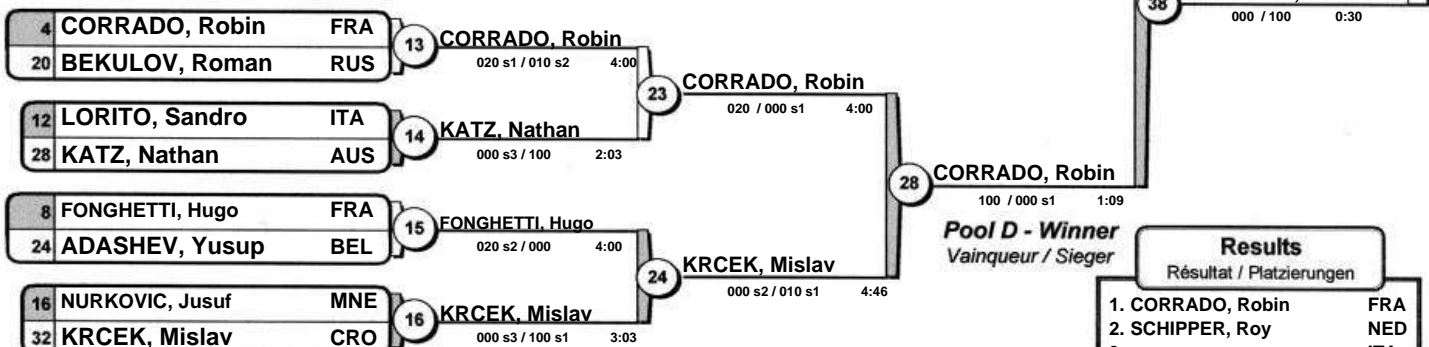 38
000 / 100 0:30
4 CORRADO, Robin FRA
20 BEKULOV, Roman RUS
13
CORRADO, Robin
020 s1 / 010 s2 4:00
23
CORRADO, Robin
020 / 000 s1 4:00
12 LORITO, Sandro ITA
28 KATZ, Nathan AUS
14
KATZ, Nathan
000 s3 / 100 2:03
28
CORRADO, Robin
100 / 000 s1 1:09
8 FONGHETTI, Hugo FRA
24 ADASHEV, Yusup BEL
15
FONGHETTI, Hugo
020 s2 / 000 4:00
24
KRCEK, Mislav
000 s2 / 010 s1 4:46
16 NURKOVIC, Jusuf MNE
32 KRCEK, Mislav CRO
16
KRCEK, Mislav
000 s3 / 100 s1 3:03
Pool D - Winner
Vainqueur / Sieger
Results
Résultat / Platzierungen
1. CORRADO, Robin FRA
2. SCHIPPER, Roy NED